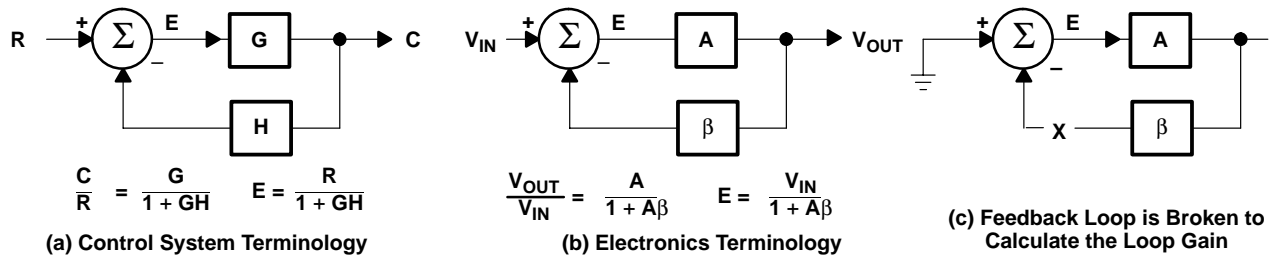 R + Σ − E G C
H
C/R = G/(1 + GH) E = R/(1 + GH)
(a) Control System Terminology
V_IN + Σ − E A V_OUT
β
V_OUT/V_IN = A/(1 + Aβ) E = V_IN/(1 + Aβ)
(b) Electronics Terminology
+ Σ − E A
X β
(c) Feedback Loop is Broken to
Calculate the Loop Gain